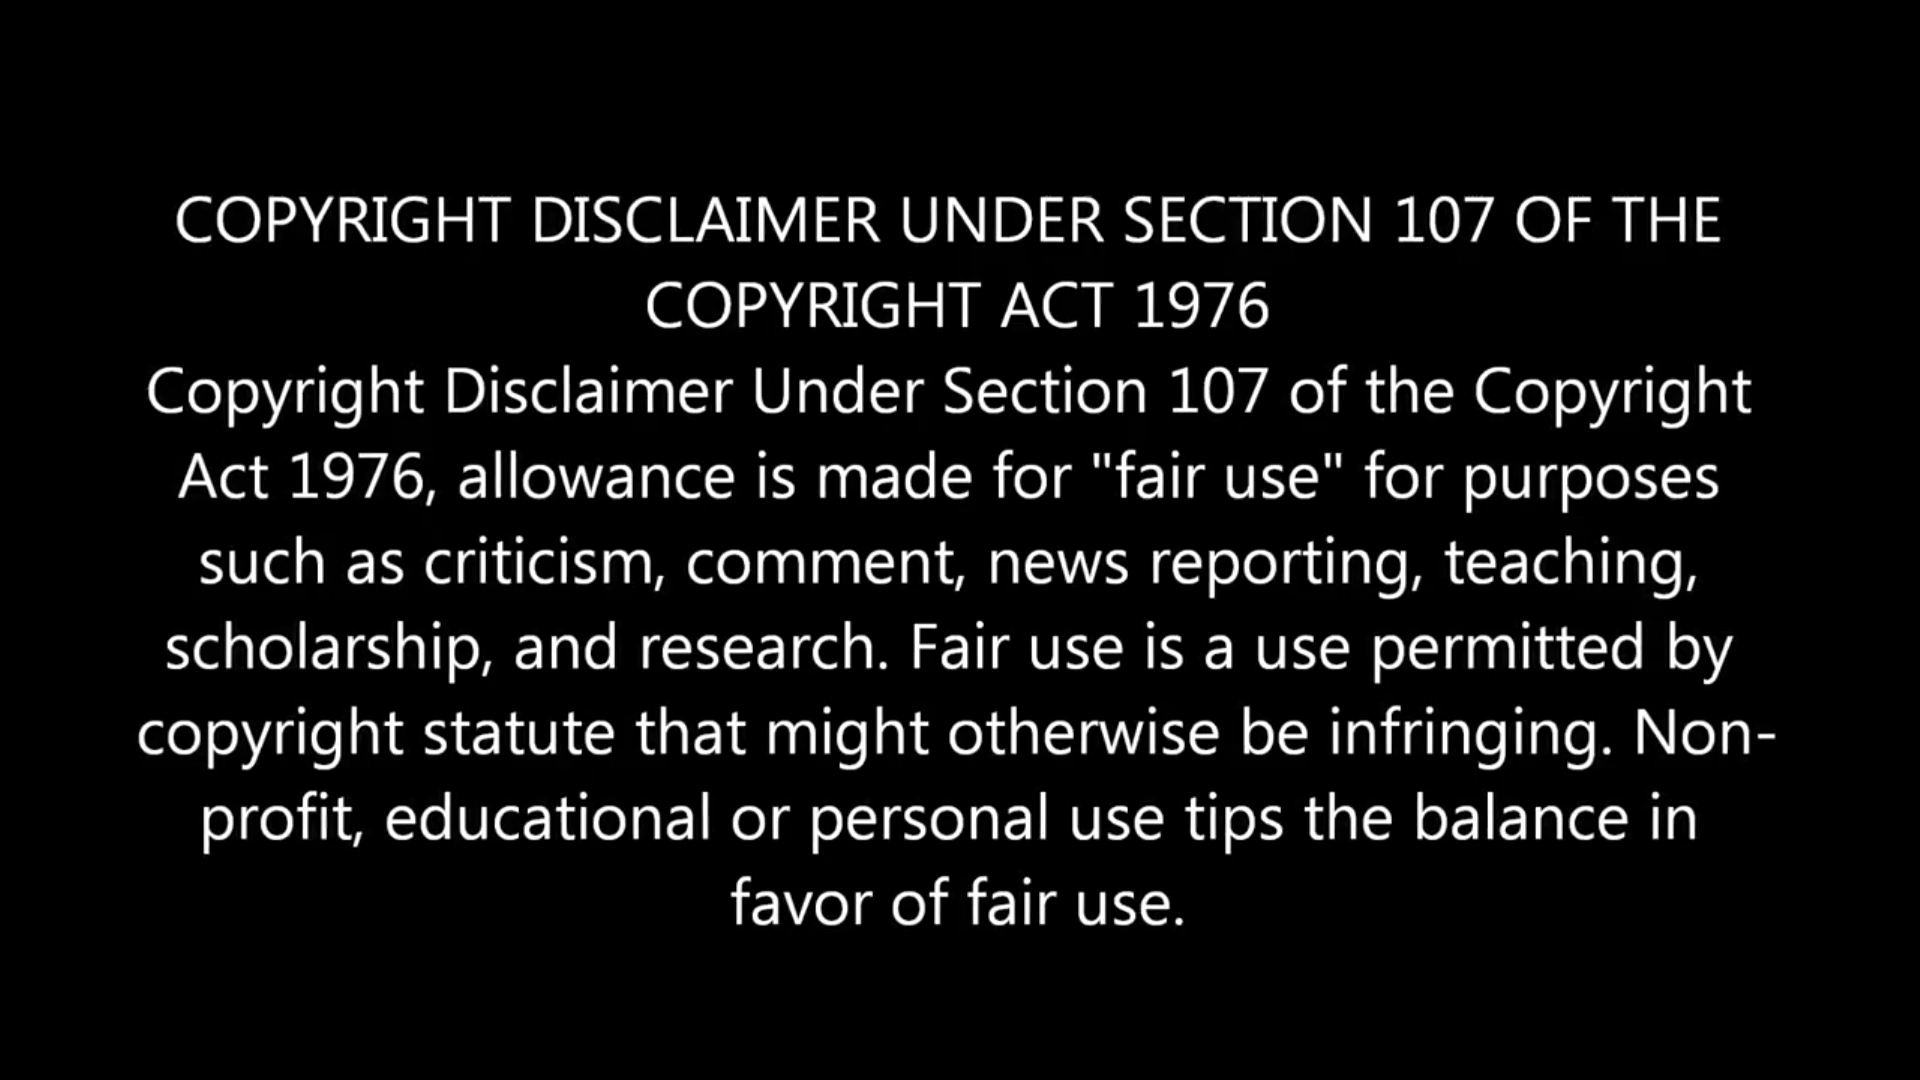 COPYRIGHT DISCLAIMER UNDER SECTION 107 OF THE
COPYRIGHT ACT 1976
Copyright Disclaimer Under Section 107 of the Copyright
Act 1976, allowance is made for "fair use" for purposes
such as criticism, comment, news reporting, teaching,
scholarship, and research. Fair use is a use permitted by
copyright statute that might otherwise be infringing. Non-
profit, educational or personal use tips the balance in
favor of fair use.